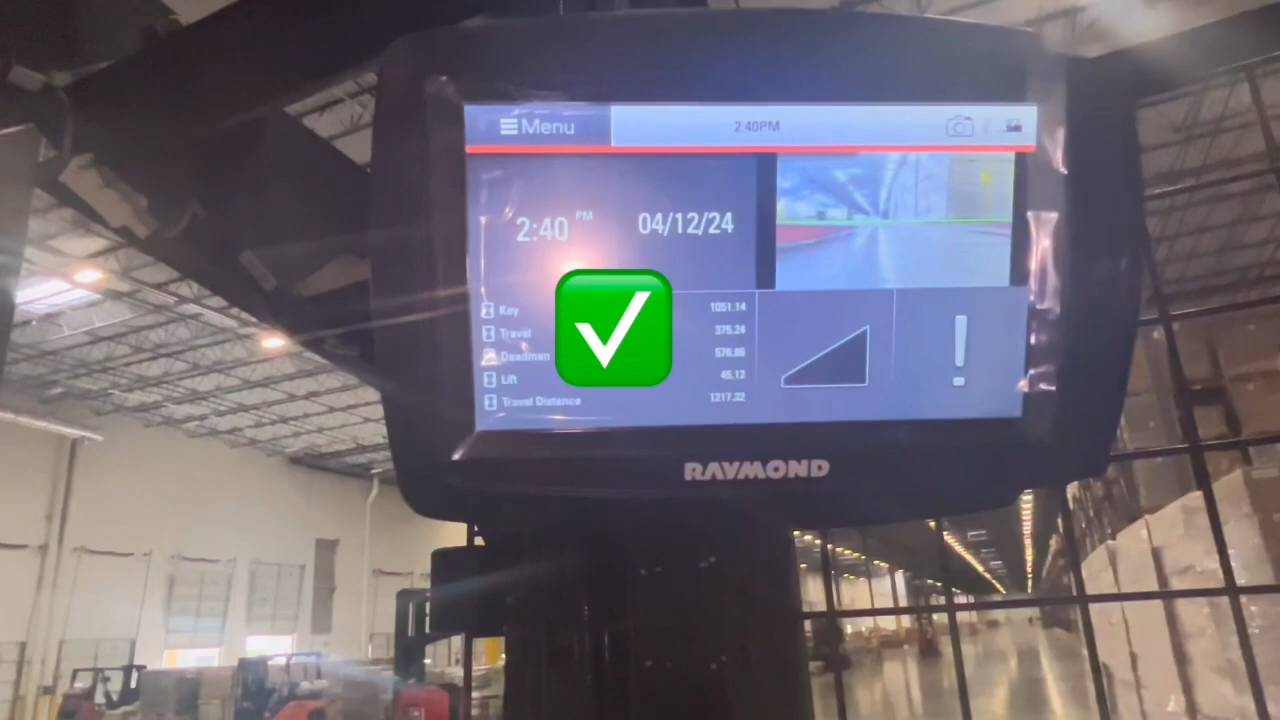 Menu
2:40PM
2:40 PM 04/12/24
Key 1051.14
Travel 375.24
Deadman 576.86
Lift 45.12
Travel Distance 1217.32
RAYMOND